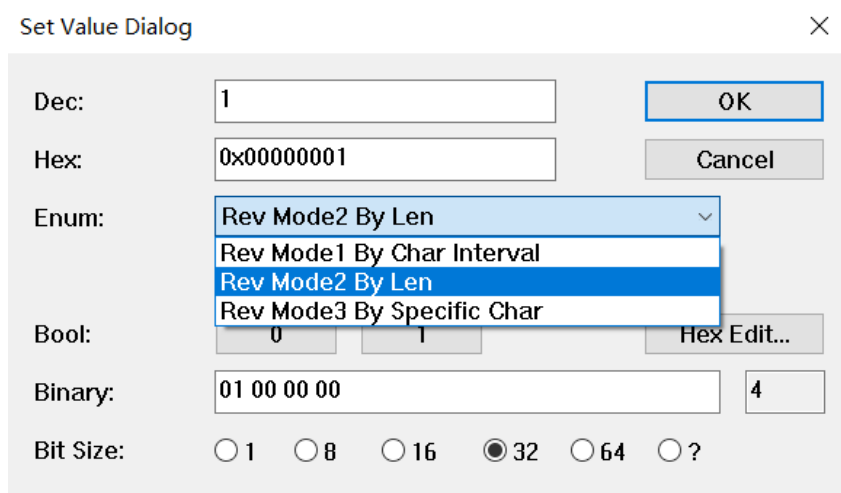 Set Value Dialog
Dec: 1 OK
Hex: 0x00000001 Cancel
Enum: Rev Mode2 By Len
Rev Mode1 By Char Interval
Rev Mode2 By Len
Rev Mode3 By Specific Char
Bool: 0 1 Hex Edit...
Binary: 01 00 00 00 4
Bit Size: 1 8 16 32 64 ?